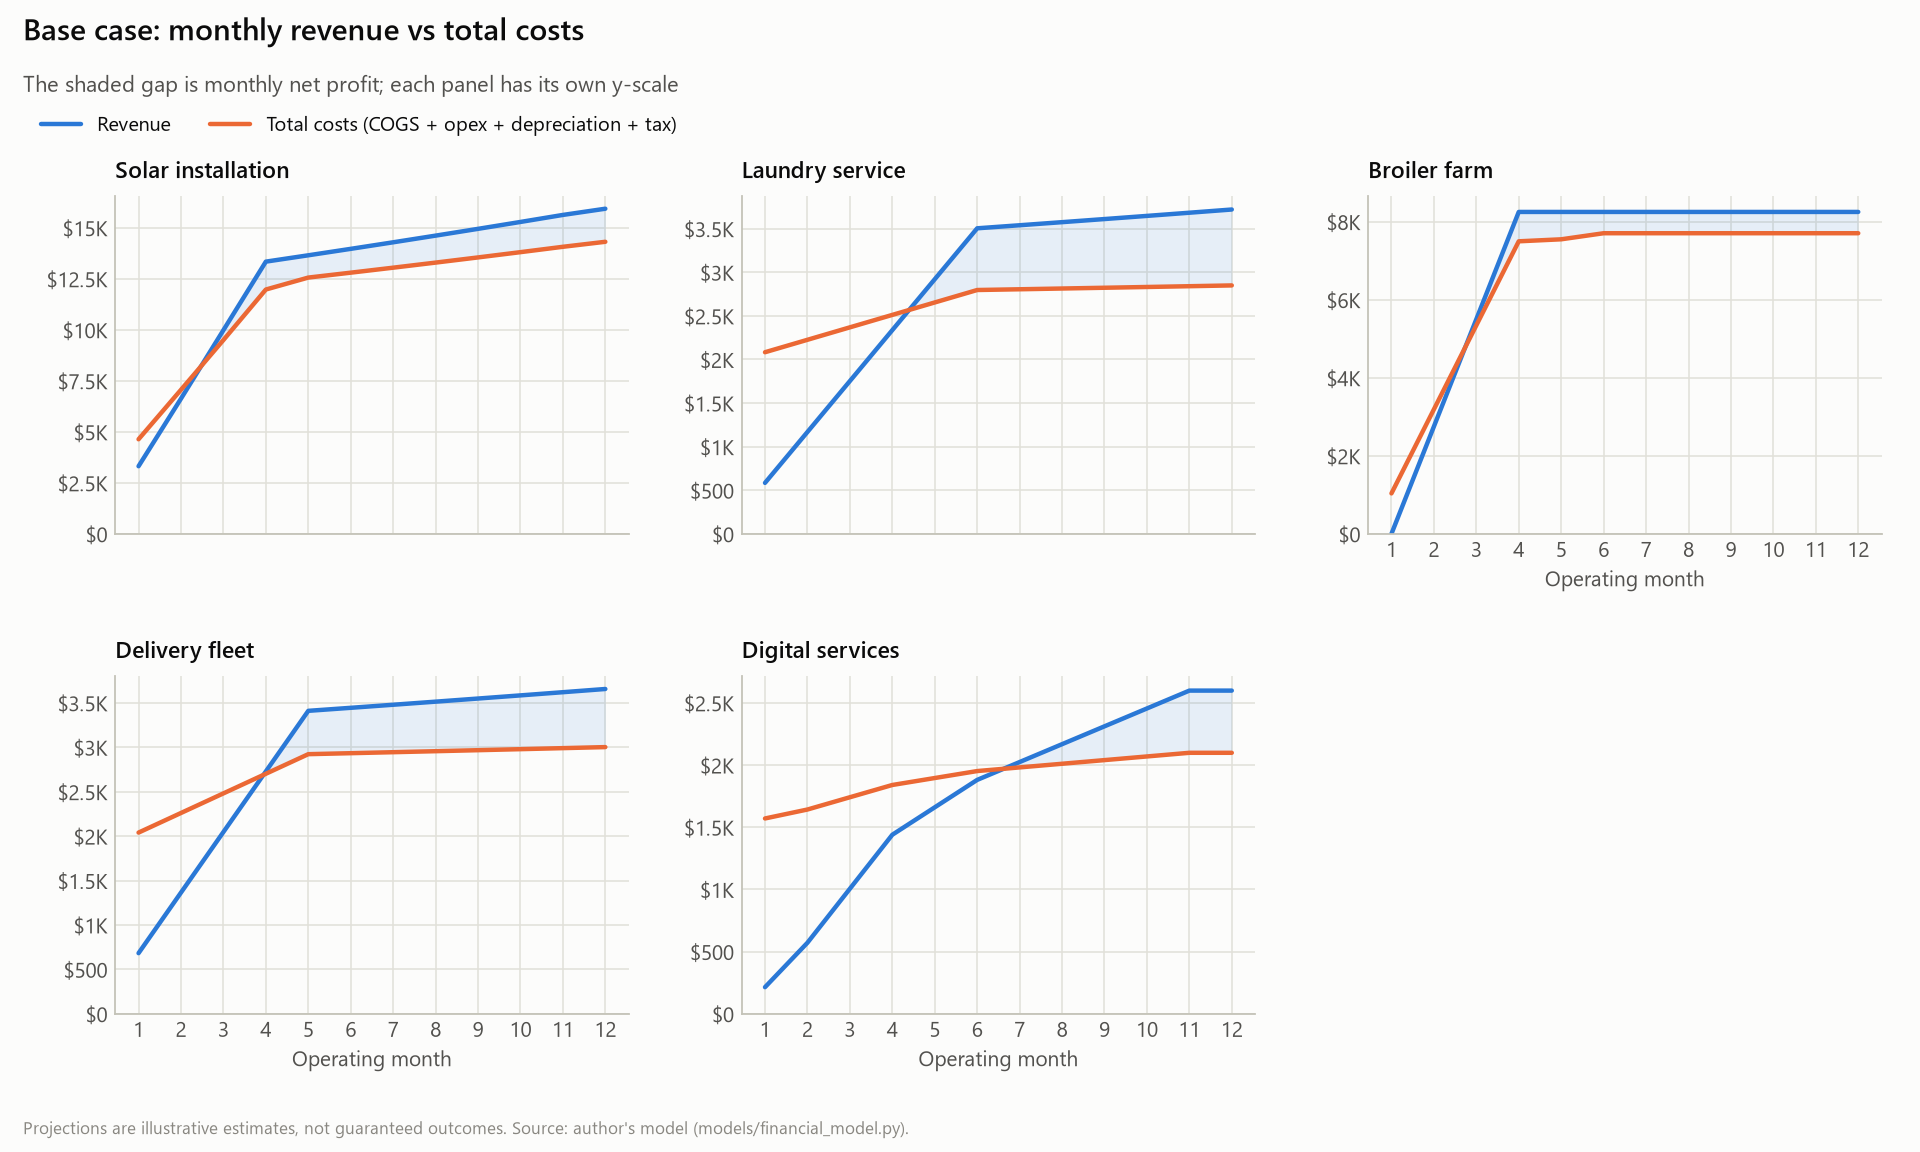 Base case: monthly revenue vs total costs
The shaded gap is monthly net profit; each panel has its own y-scale
Revenue
Total costs (COGS + opex + depreciation + tax)
Solar installation
$15K
$12.5K
$10K
$7.5K
$5K
$2.5K
$0
Laundry service
$3.5K
$3K
$2.5K
$2K
$1.5K
$1K
$500
$0
Broiler farm
$8K
$6K
$4K
$2K
$0
1 2 3 4 5 6 7 8 9 10 11 12
Operating month
Delivery fleet
$3.5K
$3K
$2.5K
$2K
$1.5K
$1K
$500
$0
1 2 3 4 5 6 7 8 9 10 11 12
Operating month
Digital services
$2.5K
$2K
$1.5K
$1K
$500
$0
1 2 3 4 5 6 7 8 9 10 11 12
Operating month
Projections are illustrative estimates, not guaranteed outcomes. Source: author's model (models/financial_model.py).